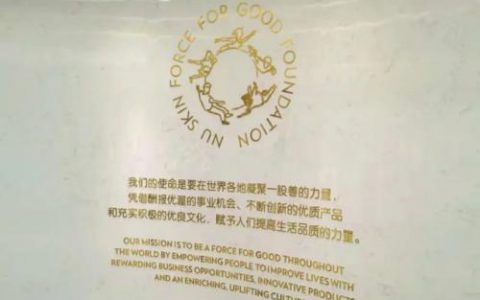 NU SKIN FORCE FOR GOOD FOUNDATION
我们的使命是要在世界各地凝聚一股善的力量，
凭借酬报优渥的事业机会、不断创新的优质产品
和充实积极的优良文化，赋予人们提高生活品质的力量。
OUR MISSION IS TO BE A FORCE FOR GOOD THROUGHOUT
THE WORLD BY EMPOWERING PEOPLE TO IMPROVE LIVES WITH
REWARDING BUSINESS OPPORTUNITIES, INNOVATIVE PRODUCTS
AND AN ENRICHING, UPLIFTING CULTU